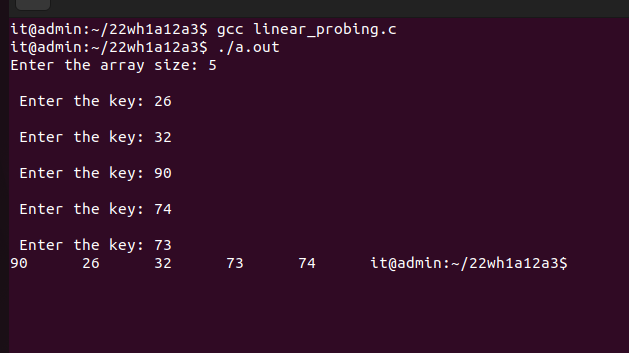 it@admin:~/22wh1a12a3$ gcc linear_probing.c
it@admin:~/22wh1a12a3$ ./a.out
Enter the array size: 5
Enter the key: 26
Enter the key: 32
Enter the key: 90
Enter the key: 74
Enter the key: 73
90 26 32 73 74 it@admin:~/22wh1a12a3$